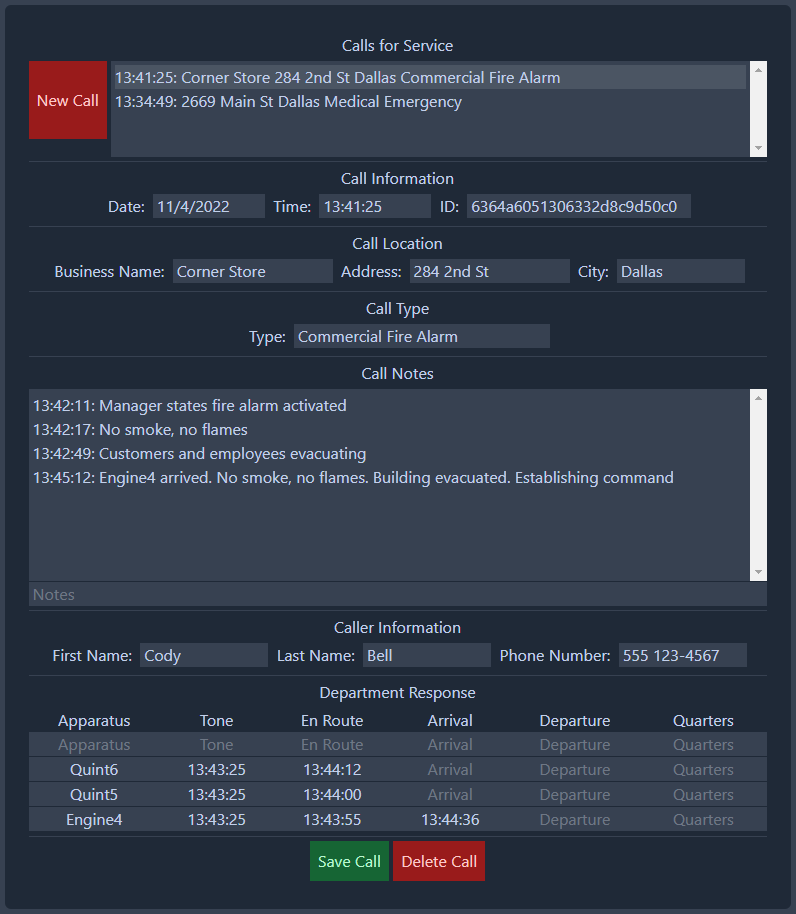 Calls for Service
New Call
13:41:25: Corner Store 284 2nd St Dallas Commercial Fire Alarm
13:34:49: 2669 Main St Dallas Medical Emergency
Call Information
Date: 11/4/2022 Time: 13:41:25 ID: 6364a6051306332d8c9d50c0
Call Location
Business Name: Corner Store Address: 284 2nd St City: Dallas
Call Type
Type: Commercial Fire Alarm
Call Notes
13:42:11: Manager states fire alarm activated
13:42:17: No smoke, no flames
13:42:49: Customers and employees evacuating
13:45:12: Engine4 arrived. No smoke, no flames. Building evacuated. Establishing command
Notes
Caller Information
First Name: Cody Last Name: Bell Phone Number: 555 123-4567
Department Response
Apparatus Tone En Route Arrival Departure Quarters
Apparatus Tone En Route Arrival Departure Quarters
Quint6 13:43:25 13:44:12 Arrival Departure Quarters
Quint5 13:43:25 13:44:00 Arrival Departure Quarters
Engine4 13:43:25 13:43:55 13:44:36 Departure Quarters
Save Call Delete Call